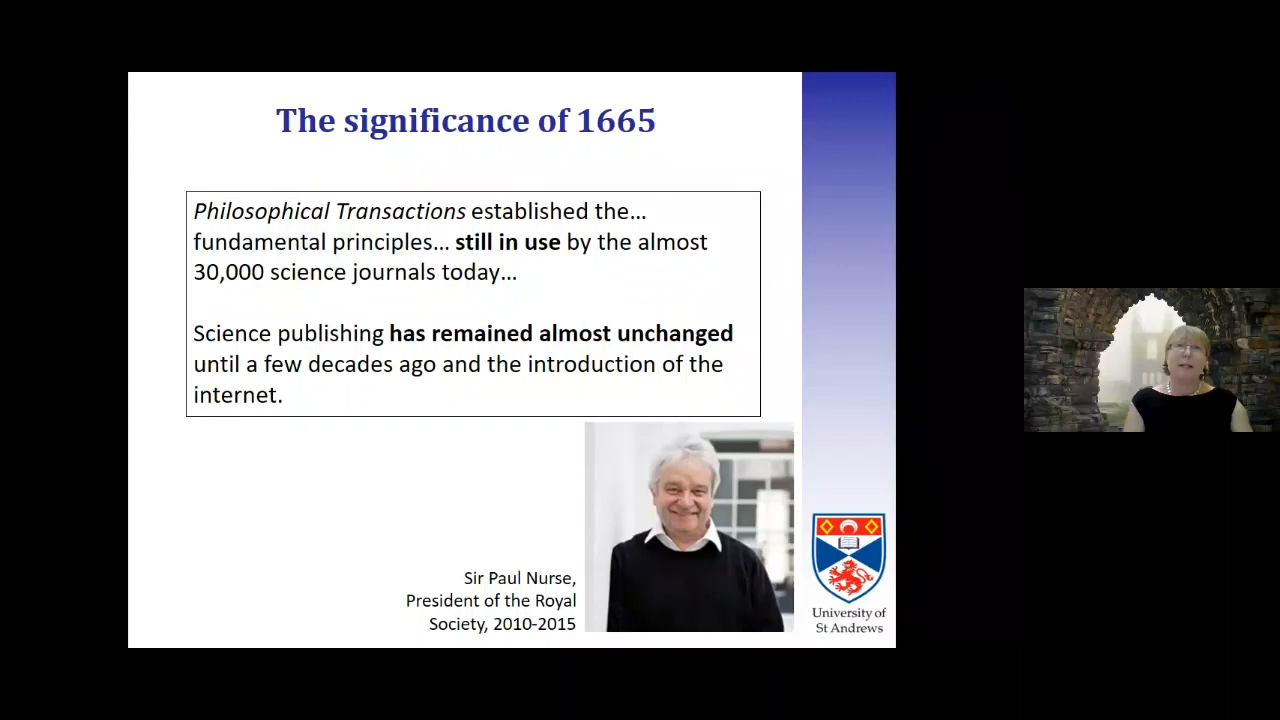 The significance of 1665
Philosophical Transactions established the…
fundamental principles… still in use by the almost
30,000 science journals today…
Science publishing has remained almost unchanged
until a few decades ago and the introduction of the
internet.
Sir Paul Nurse,
President of the Royal
Society, 2010-2015
University of
St Andrews